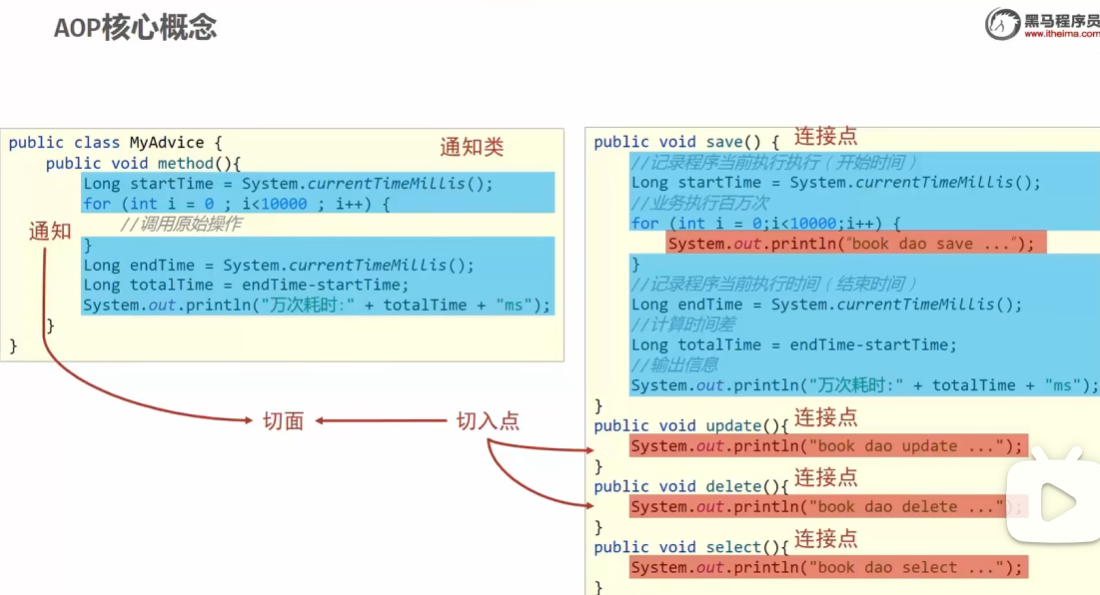 AOP核心概念
黑马程序员
www.itheima.com
public class MyAdvice {
通知类
public void method(){
Long startTime = System.currentTimeMillis();
for (int i = 0 ; i<10000 ; i++) {
//调用原始操作
通知
}
Long endTime = System.currentTimeMillis();
Long totalTime = endTime-startTime;
System.out.println("万次耗时:" + totalTime + "ms");
}
}
切面
切入点
public void save() {
连接点
//记录程序当前执行执行（开始时间）
Long startTime = System.currentTimeMillis();
//业务执行百万次
for (int i = 0;i<10000;i++) {
System.out.println("book dao save ...");
}
//记录程序当前执行时间（结束时间）
Long endTime = System.currentTimeMillis();
//计算时间差
Long totalTime = endTime-startTime;
//输出信息
System.out.println("万次耗时:" + totalTime + "ms");
}
public void update(){
连接点
System.out.println("book dao update ...");
}
public void delete(){
连接点
System.out.println("book dao delete ...");
}
public void select(){
连接点
System.out.println("book dao select ...");
}